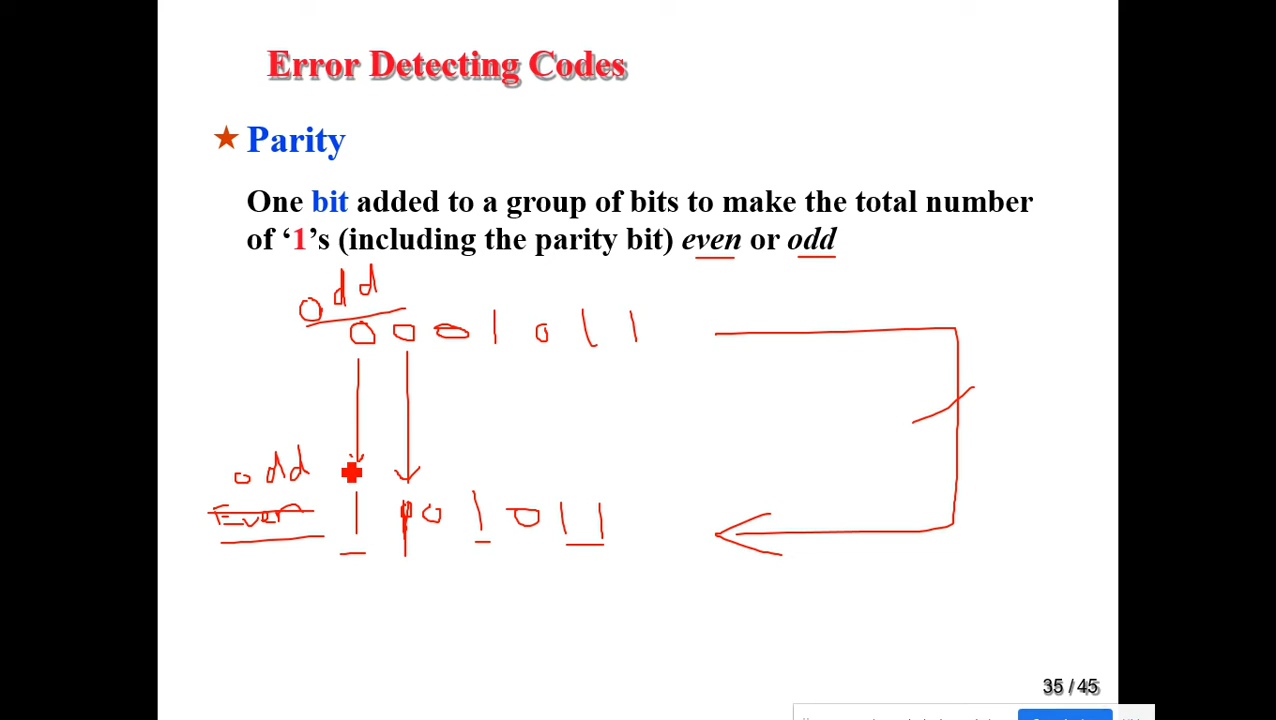 Error Detecting Codes
★ Parity
One bit added to a group of bits to make the total number
of ‘1’s (including the parity bit) even or odd
odd
0 0 0 1 0 1 1
odd
Even
1 1 0 1 0 1 1
35 / 45